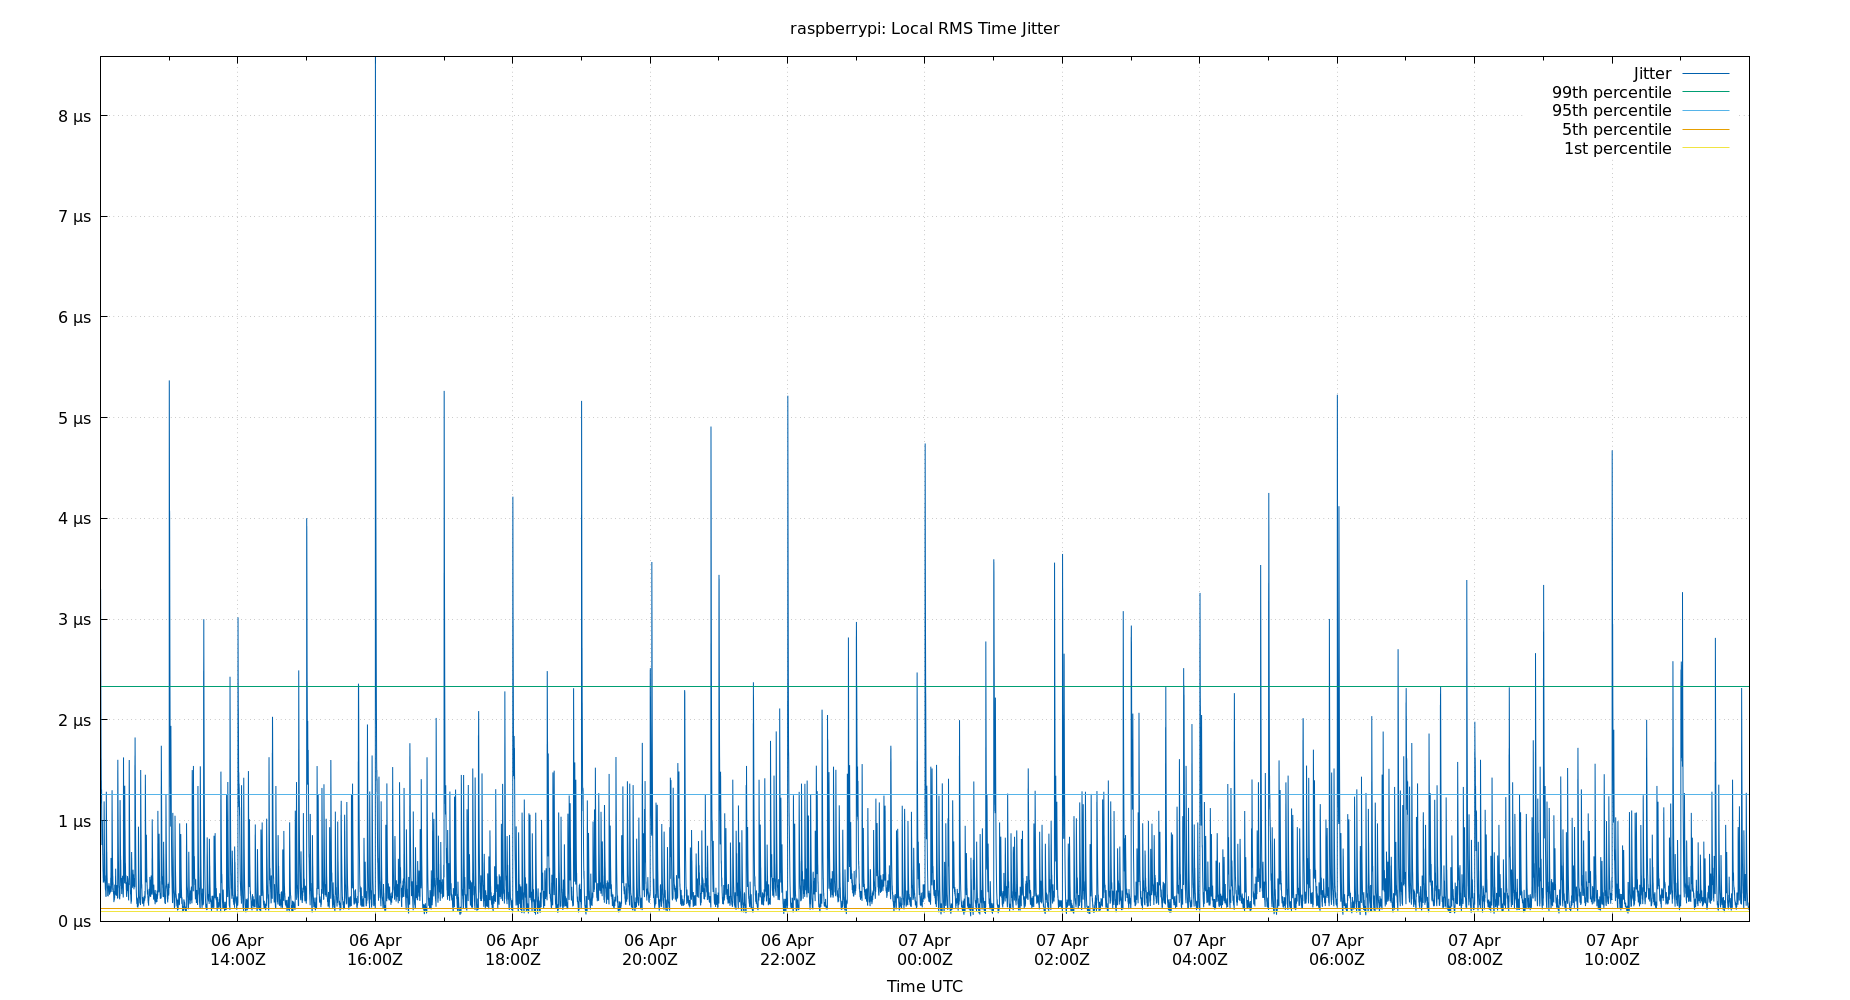 raspberrypi: Local RMS Time Jitter
Jitter
99th percentile
95th percentile
5th percentile
1st percentile
8 µs
7 µs
6 µs
5 µs
4 µs
3 µs
2 µs
1 µs
0 µs
06 Apr 06 Apr 06 Apr 06 Apr 06 Apr 07 Apr 07 Apr 07 Apr 07 Apr 07 Apr 07 Apr
14:00Z 16:00Z 18:00Z 20:00Z 22:00Z 00:00Z 02:00Z 04:00Z 06:00Z 08:00Z 10:00Z
Time UTC